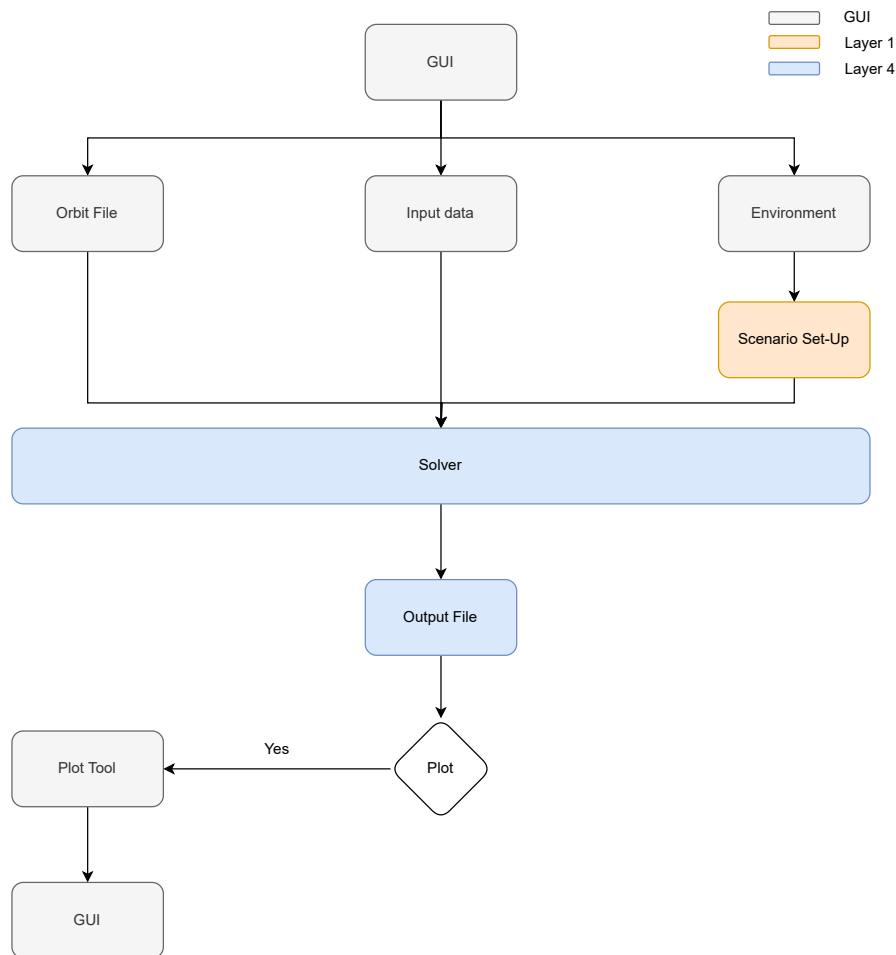 GUI
Layer 1
Layer 4
GUI
Orbit File
Input data
Environment
Scenario Set-Up
Solver
Output File
Yes
Plot Tool
Plot
GUI